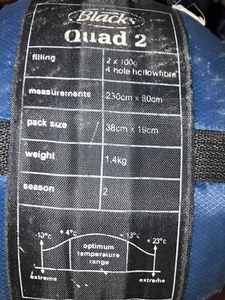 Blacks
Quad 2
filling 2 x 100g
4 hole hollowfibre
measurements 230cm x 80cm
pack size 38cm x 19cm
weight 1.4kg
season 2
-10°c + 4°c 13°c + 23°c
optimum
temperature
range
extreme extreme